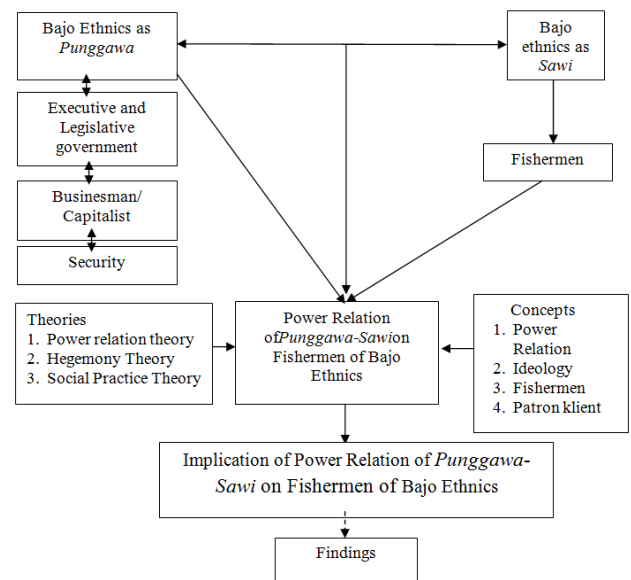 Bajo Ethnics as
Punggawa
Bajo
ethnics as
Sawi
Executive and
Legislative
government
Fishermen
Businesman/
Capitalist
Security
Theories
1. Power relation theory
2. Hegemony Theory
3. Social Practice Theory
Power Relation
ofPunggawa-Sawion
Fishermen of Bajo
Ethnics
Concepts
1. Power
Relation
2. Ideology
3. Fishermen
4. Patron klient
Implication of Power Relation of Punggawa-
Sawi on Fishermen of Bajo Ethnics
Findings